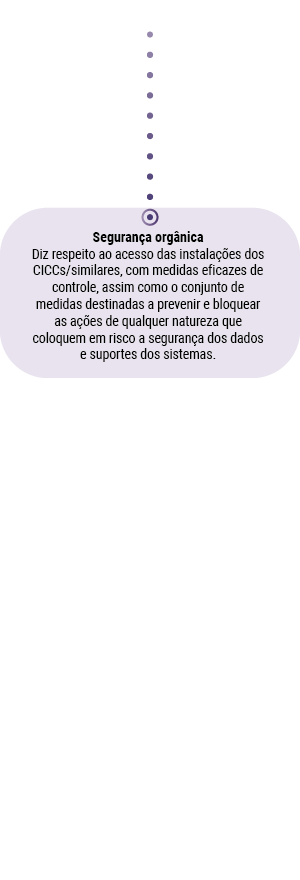 Segurança orgânica
Diz respeito ao acesso das instalações dos
CICCs/similares, com medidas eficazes de
controle, assim como o conjunto de
medidas destinadas a prevenir e bloquear
as ações de qualquer natureza que
coloquem em risco a segurança dos dados
e suportes dos sistemas.